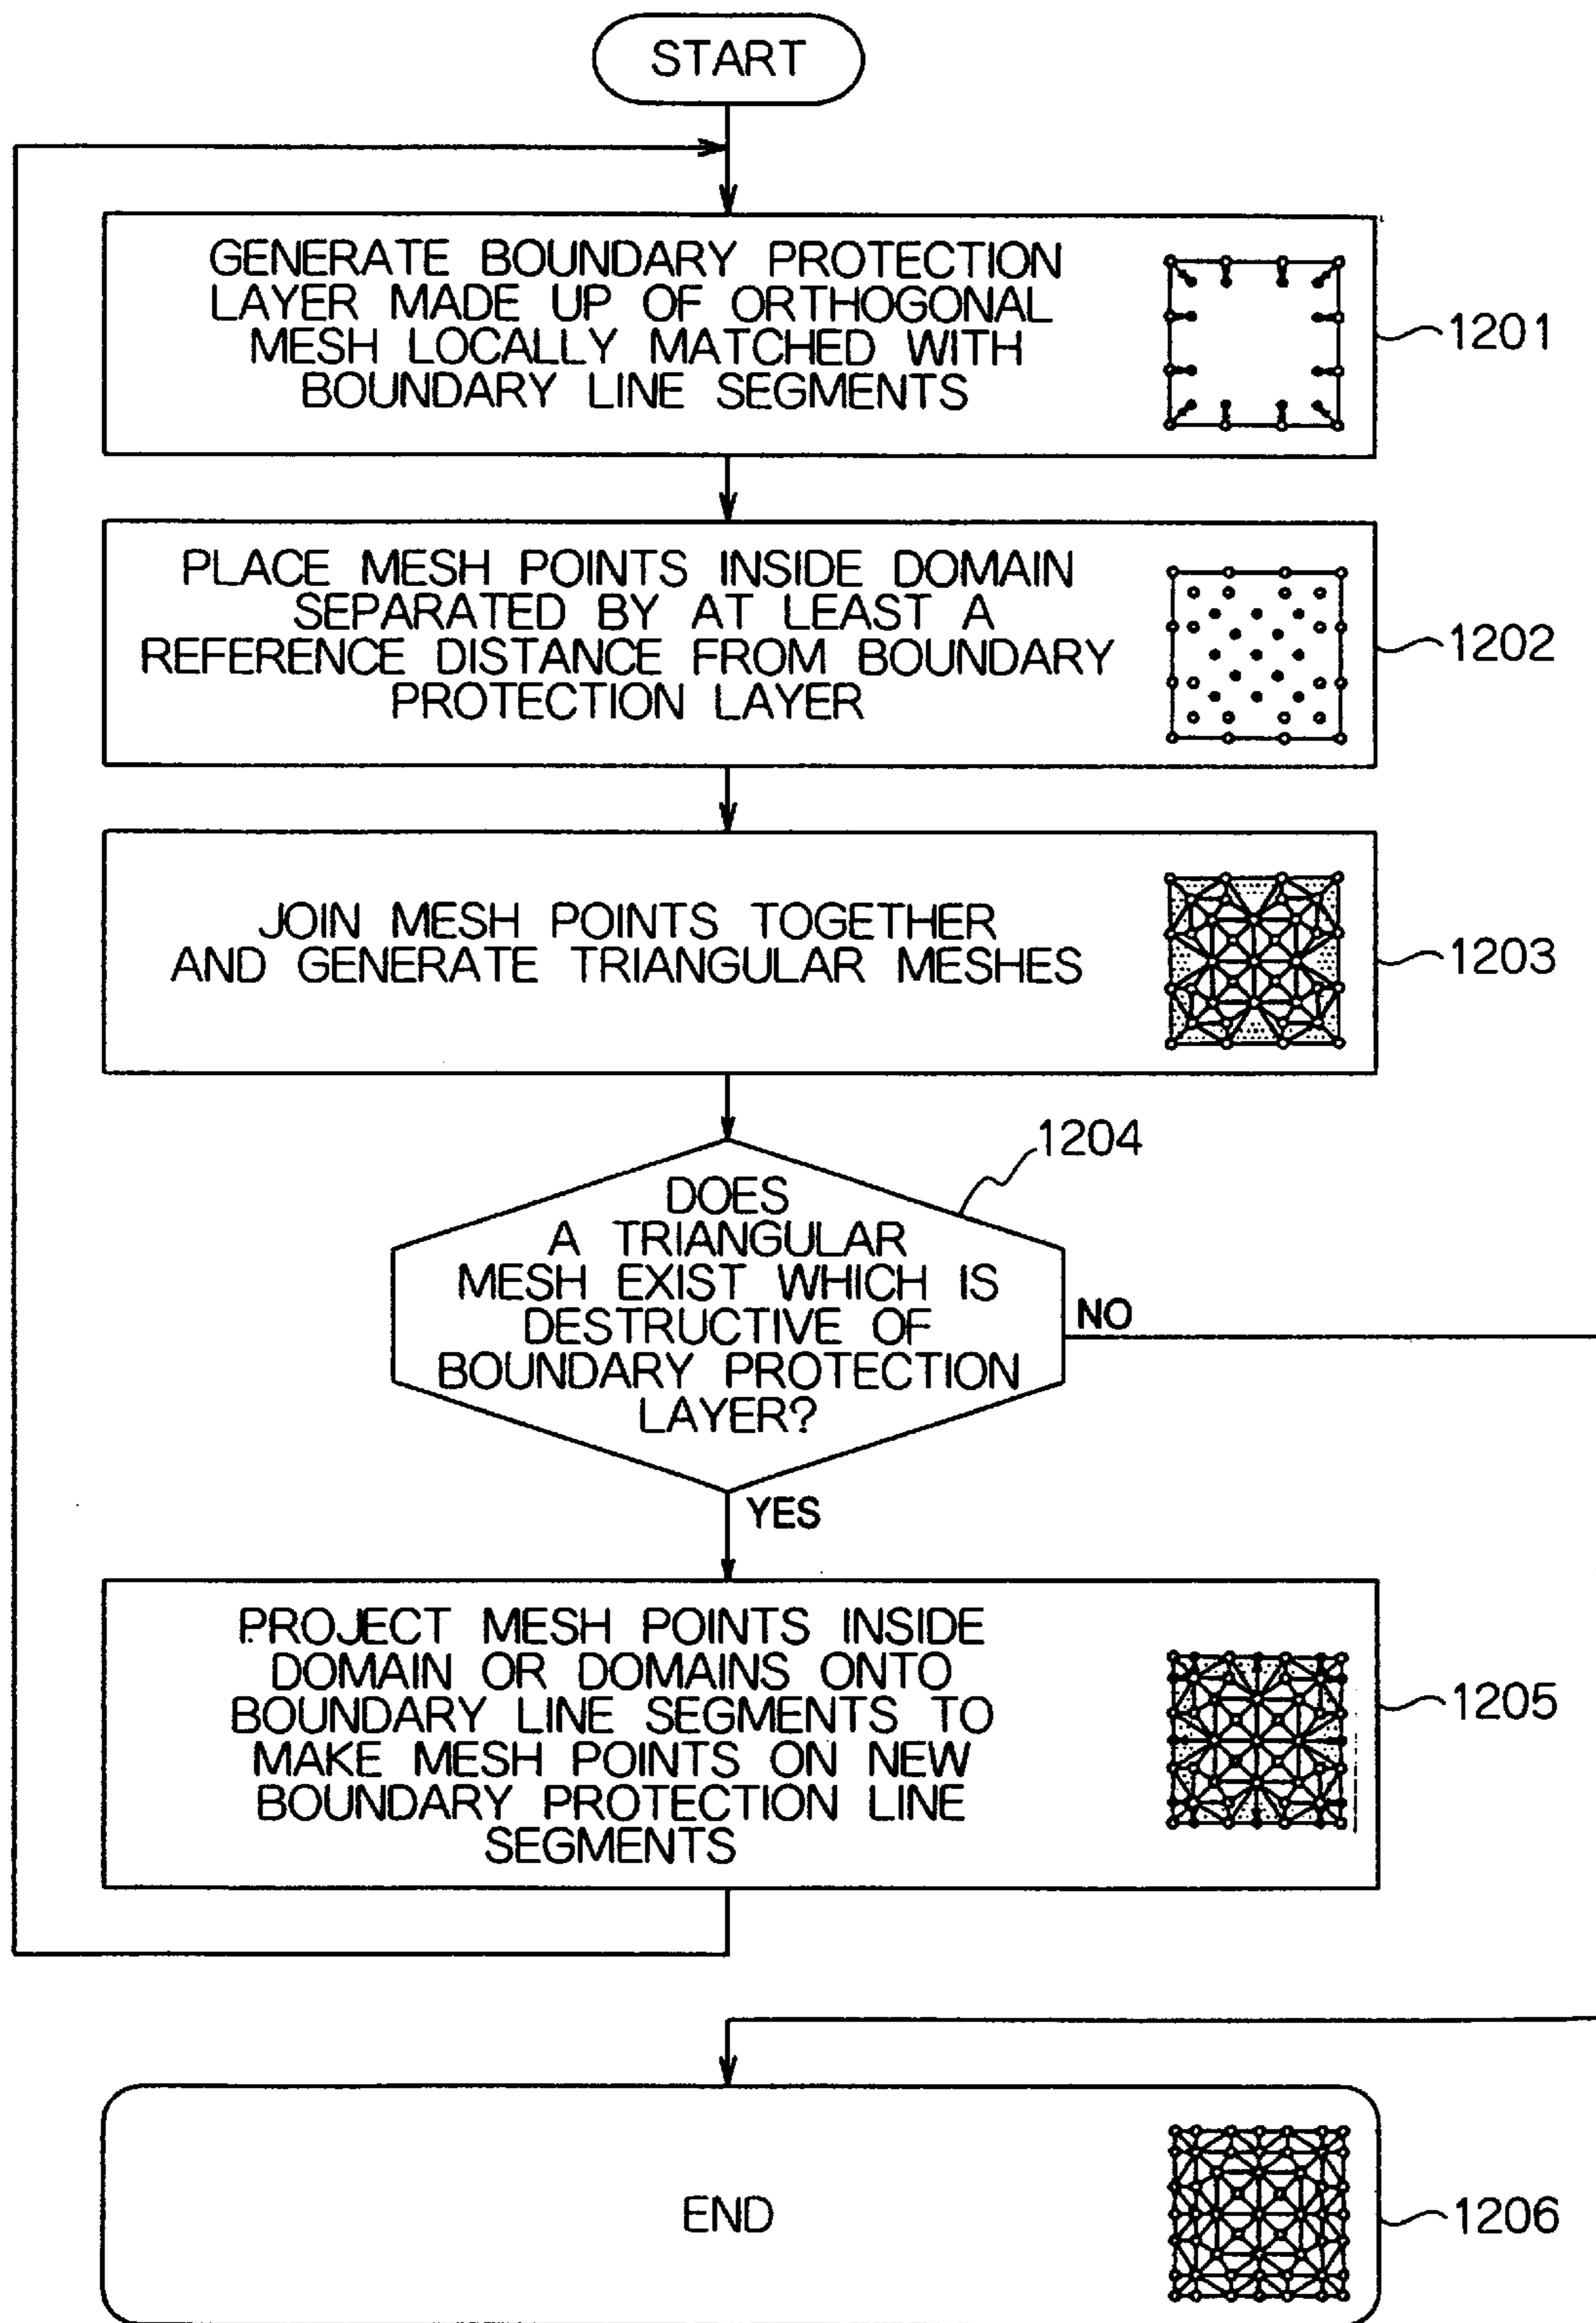 START
GENERATE BOUNDARY PROTECTION
LAYER MADE UP OF ORTHOGONAL
MESH LOCALLY MATCHED WITH
BOUNDARY LINE SEGMENTS
1201
PLACE MESH POINTS INSIDE DOMAIN
SEPARATED BY AT LEAST A
REFERENCE DISTANCE FROM BOUNDARY
PROTECTION LAYER
1202
JOIN MESH POINTS TOGETHER
AND GENERATE TRIANGULAR MESHES
1203
1204
DOES
A TRIANGULAR
MESH EXIST WHICH IS
DESTRUCTIVE OF
BOUNDARY PROTECTION
LAYER?
NO
YES
PROJECT MESH POINTS INSIDE
DOMAIN OR DOMAINS ONTO
BOUNDARY LINE SEGMENTS TO
MAKE MESH POINTS ON NEW
BOUNDARY PROTECTION LINE
SEGMENTS
1205
END
1206